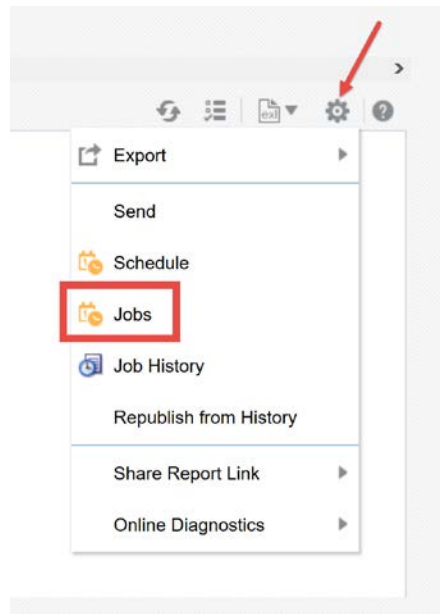 Export
Send
Schedule
Jobs
Job History
Republish from History
Share Report Link
Online Diagnostics